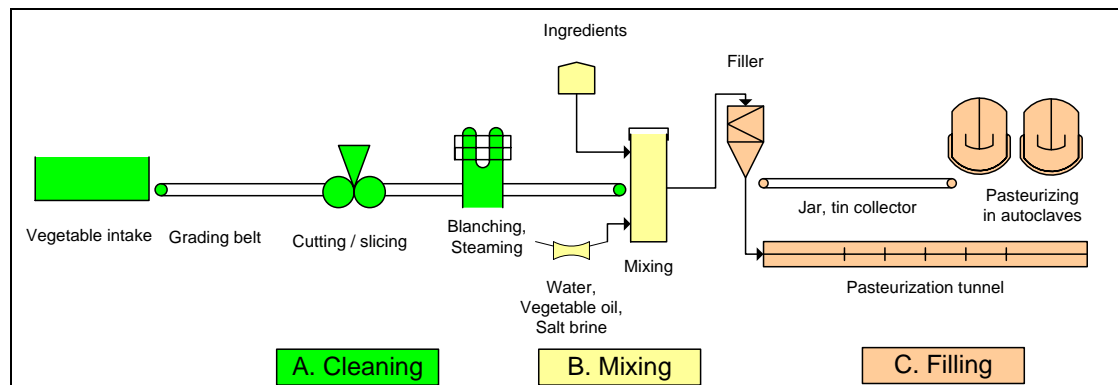 Ingredients
Filler
Vegetable intake
Grading belt
Cutting / slicing
Blanching,
Steaming
Mixing
Water,
Vegetable oil,
Salt brine
Jar, tin collector
Pasteurizing
in autoclaves
Pasteurization tunnel
A. Cleaning
B. Mixing
C. Filling